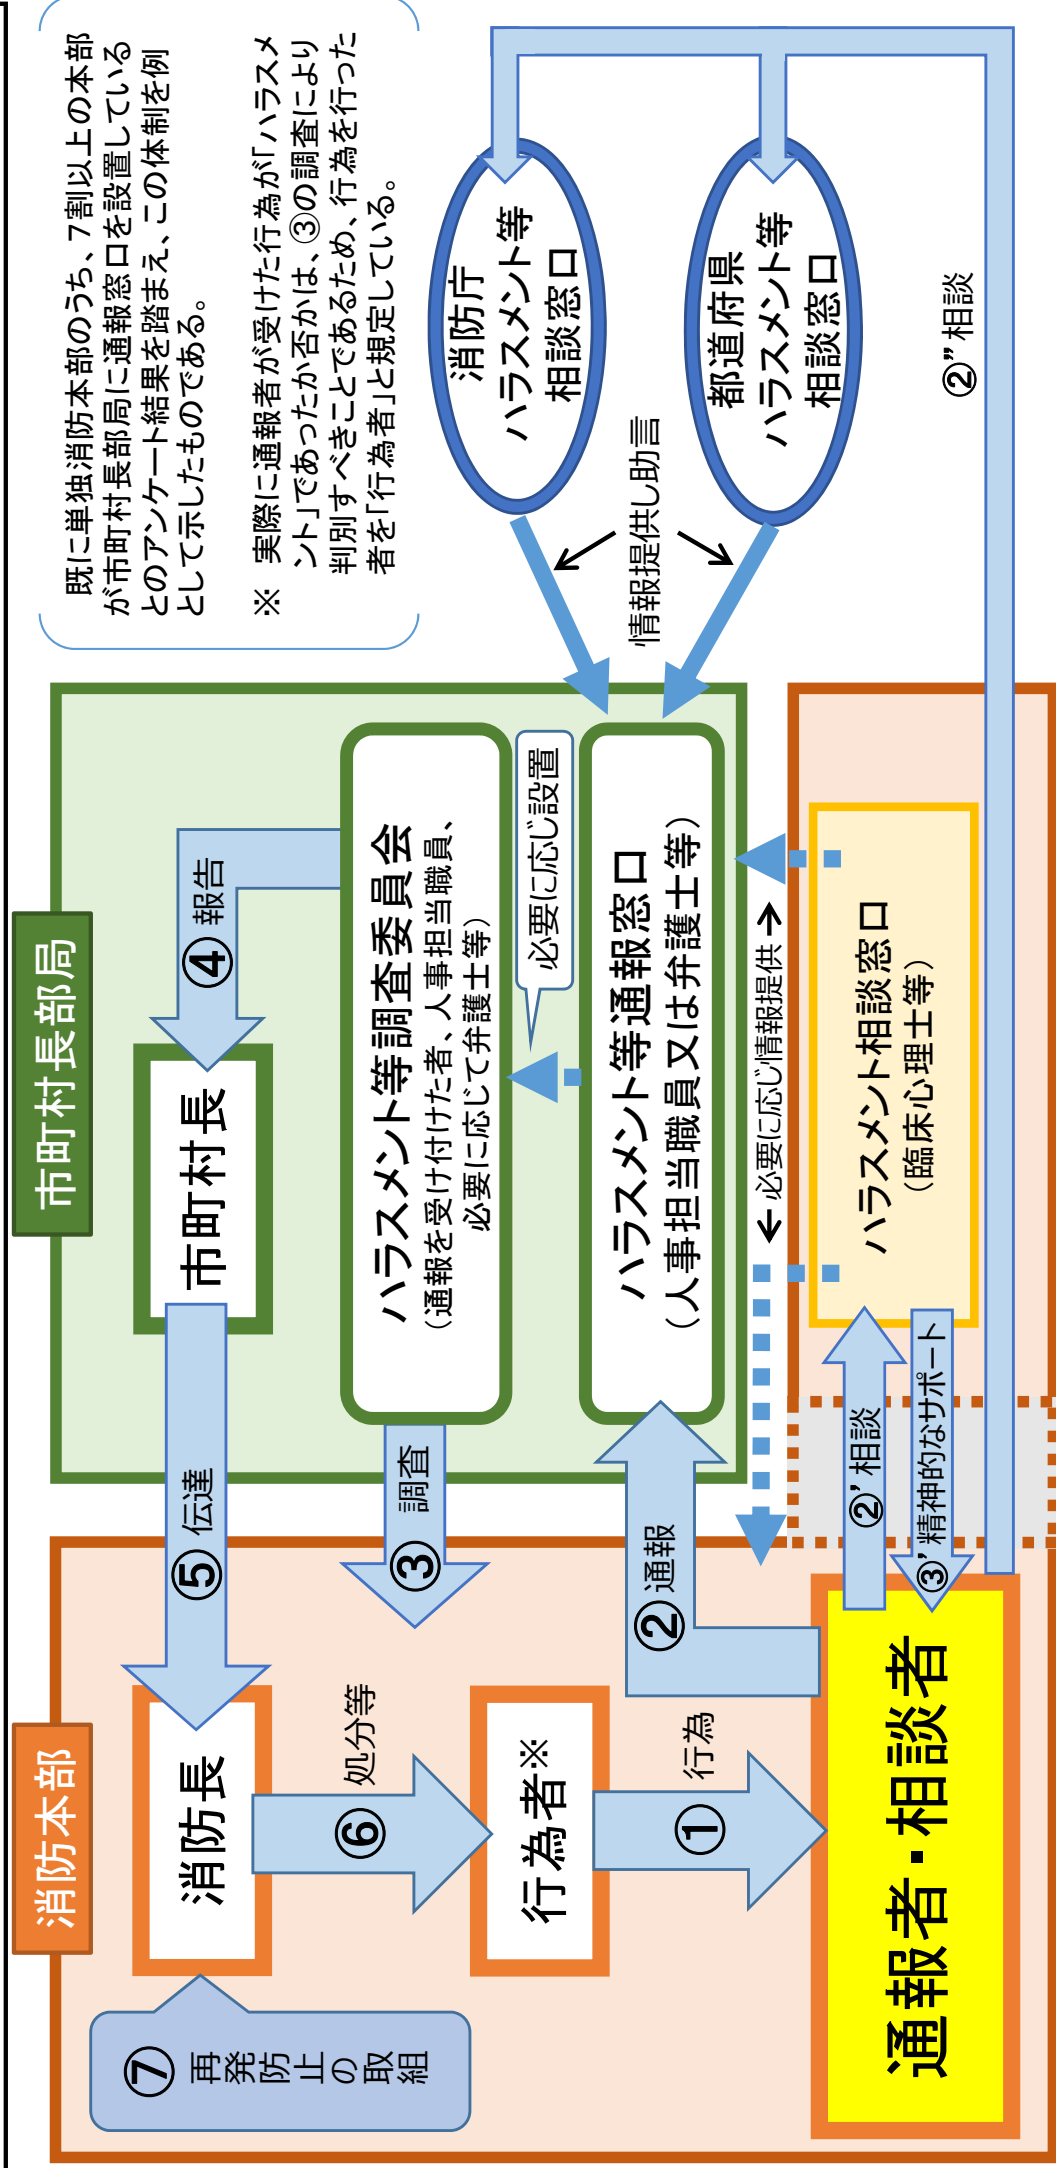 消防本部
市町村長部局
既に単独消防本部のうち、７割以上の本部
が市町村長部局に通報窓口を設置している
とのアンケート結果を踏まえ、この体制を例
として示したものである。
※　実際に通報者が受けた行為が「ハラスメ
ント」であったか否かは、③の調査により
判別すべきことであるため、行為を行った
者を「行為者」と規定している。
⑦
再発防止の取組
消防長
⑤ 伝達
市町村長
④ 報告
⑥
処分等
③ 調査
ハラスメント等調査委員会
（通報を受け付けた者、人事担当職員、
必要に応じて弁護士等）
必要に応じ設置
行為者※
①
行為
② 通報
ハラスメント等通報窓口
（人事担当職員又は弁護士等）
情報提供し助言
消防庁
ハラスメント等
相談窓口
都道府県
ハラスメント等
相談窓口
← 必要に応じ情報提供 →
通報者・相談者
②’ 相談
③’ 精神的なサポート
ハラスメント相談窓口
（臨床心理士等）
②” 相談